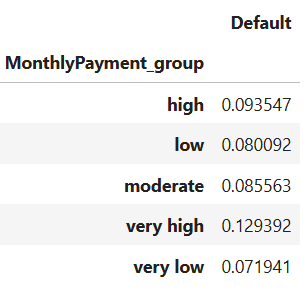 Default
MonthlyPayment_group
high 0.093547
low 0.080092
moderate 0.085563
very high 0.129392
very low 0.071941